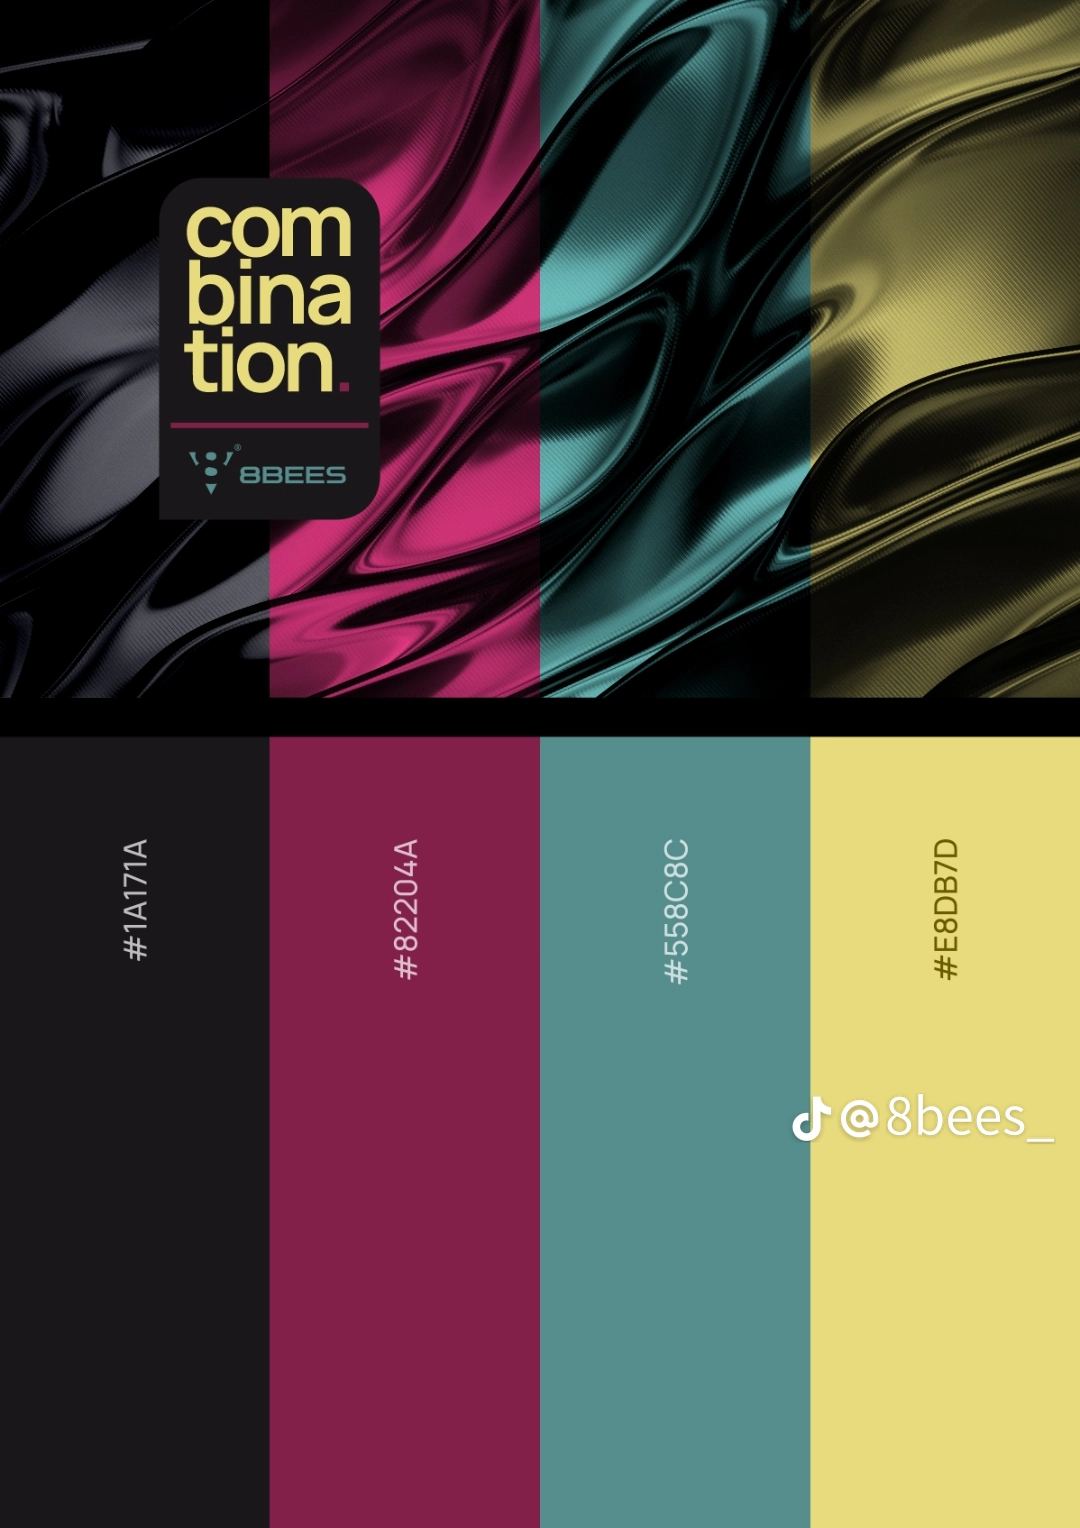 com
bina
tion.
®
8BEES
#1A171A
#82204A
#558C8C
#E8DB7D
@8bees_